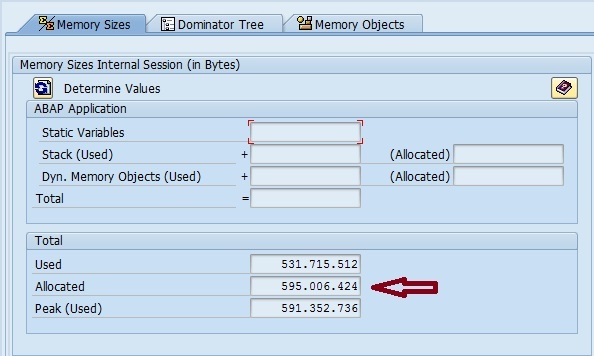 Memory Sizes Dominator Tree Memory Objects
Memory Sizes Internal Session (in Bytes)
Determine Values
ABAP Application
Static Variables
Stack (Used) + (Allocated)
Dyn. Memory Objects (Used) + (Allocated)
Total =
Total
Used 531.715.512
Allocated 595.006.424
Peak (Used) 591.352.736